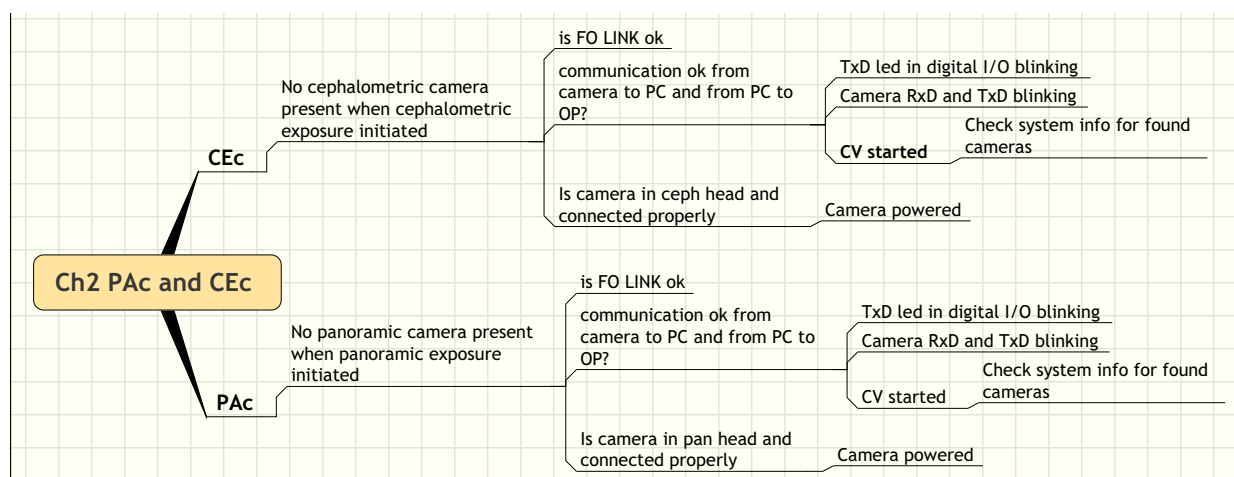 Ch2 PAc and CEc
CEc
No cephalometric camera
present when cephalometric
exposure initiated
is FO LINK ok
communication ok from
camera to PC and from PC to
OP?
TxD led in digital I/O blinking
Camera RxD and TxD blinking
CV started
Check system info for found
cameras
Is camera in ceph head and
connected properly
Camera powered
PAc
No panoramic camera present
when panoramic exposure
initiated
is FO LINK ok
communication ok from
camera to PC and from PC to
OP?
TxD led in digital I/O blinking
Camera RxD and TxD blinking
CV started
Check system info for found
cameras
Is camera in pan head and
connected properly
Camera powered